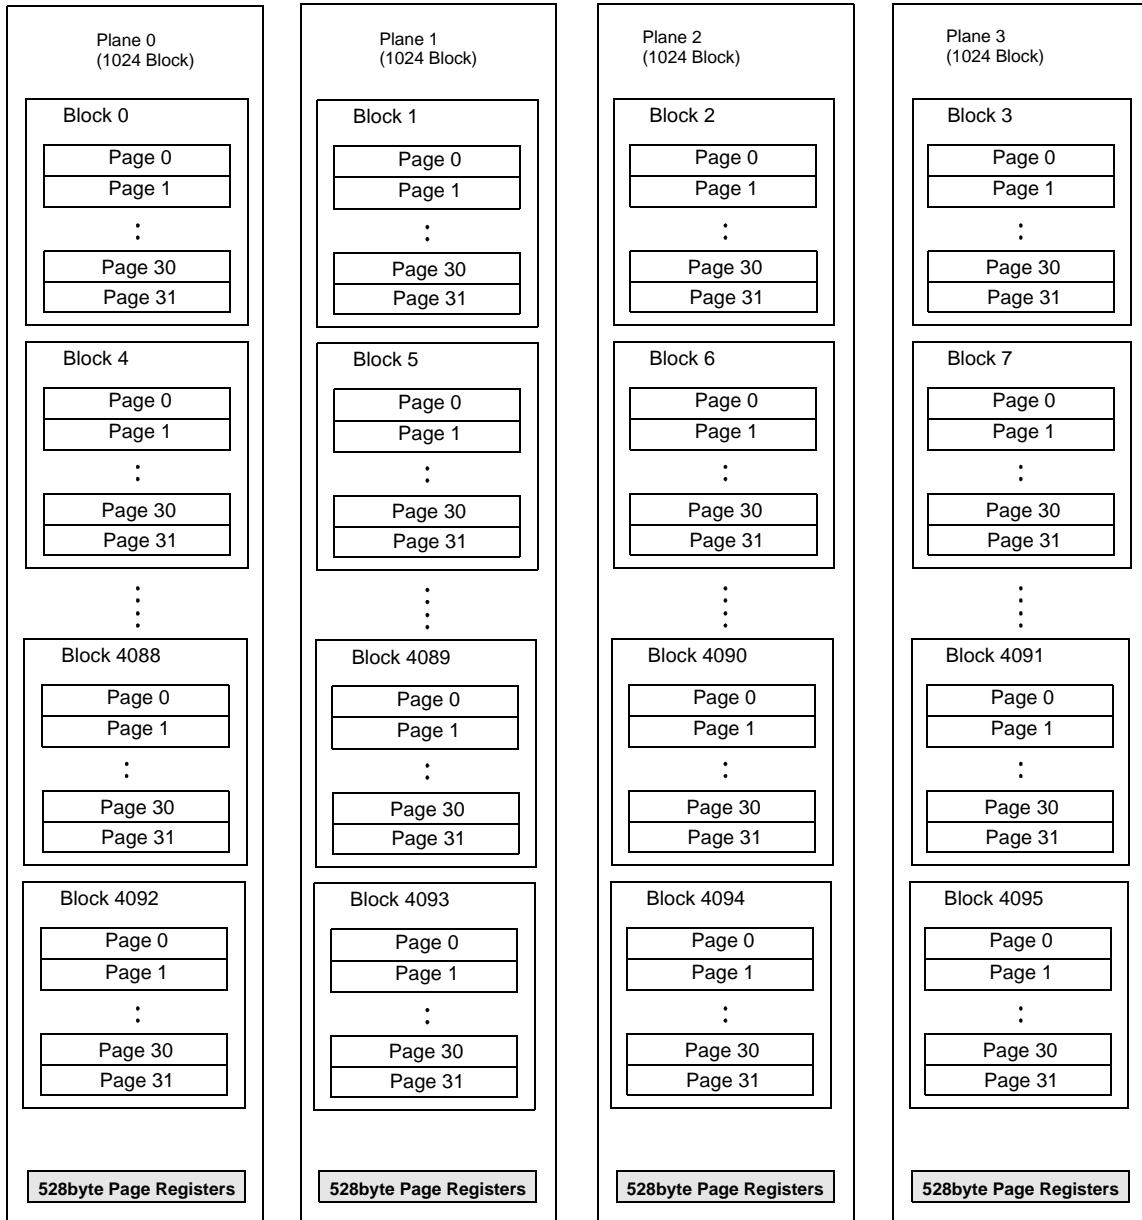 Plane 0
(1024 Block)
Block 0
Page 0
Page 1
Page 30
Page 31
Block 4
Page 0
Page 1
Page 30
Page 31
Block 4088
Page 0
Page 1
Page 30
Page 31
Block 4092
Page 0
Page 1
Page 30
Page 31
528byte Page Registers
Plane 1
(1024 Block)
Block 1
Page 0
Page 1
Page 30
Page 31
Block 5
Page 0
Page 1
Page 30
Page 31
Block 4089
Page 0
Page 1
Page 30
Page 31
Block 4093
Page 0
Page 1
Page 30
Page 31
528byte Page Registers
Plane 2
(1024 Block)
Block 2
Page 0
Page 1
Page 30
Page 31
Block 6
Page 0
Page 1
Page 30
Page 31
Block 4090
Page 0
Page 1
Page 30
Page 31
Block 4094
Page 0
Page 1
Page 30
Page 31
528byte Page Registers
Plane 3
(1024 Block)
Block 3
Page 0
Page 1
Page 30
Page 31
Block 7
Page 0
Page 1
Page 30
Page 31
Block 4091
Page 0
Page 1
Page 30
Page 31
Block 4095
Page 0
Page 1
Page 30
Page 31
528byte Page Registers